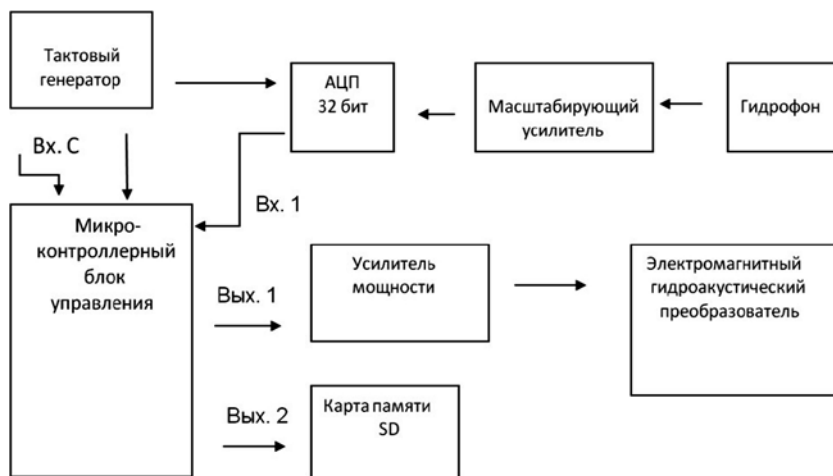 Тактовый
генератор
АЦП
32 бит
Масштабирующий
усилитель
Гидрофон
Вх. С
Вх. 1
Микро-
контроллерный
блок
управления
Вых. 1
Усилитель
мощности
Электромагнитный
гидроакустический
преобразователь
Вых. 2
Карта памяти
SD